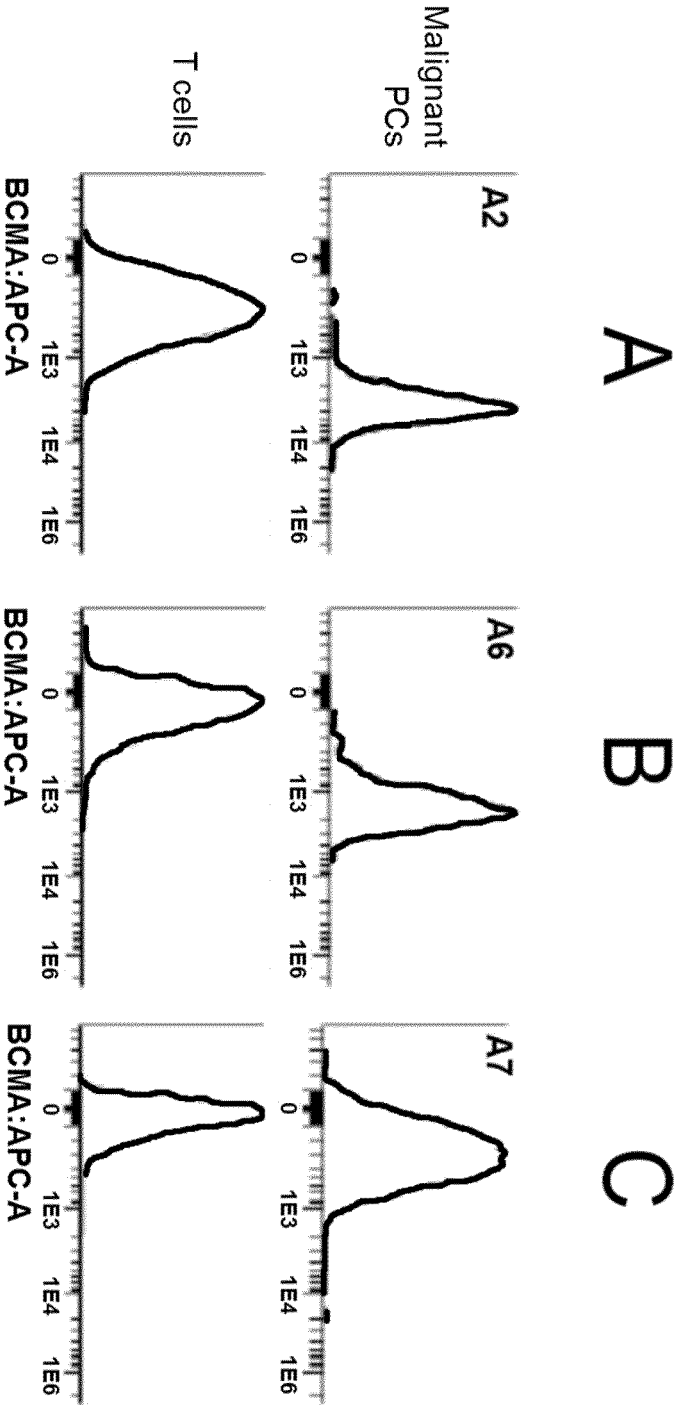 A
B
C
Malignant
PCs
A2
A6
A7
0
1E3
1E4
1E6
0
1E3
1E4
1E6
0
1E3
1E4
1E6
T cells
0
1E3
1E4
1E6
0
1E3
1E4
1E6
0
1E3
1E4
1E6
BCMA:APC-A
BCMA:APC-A
BCMA:APC-A